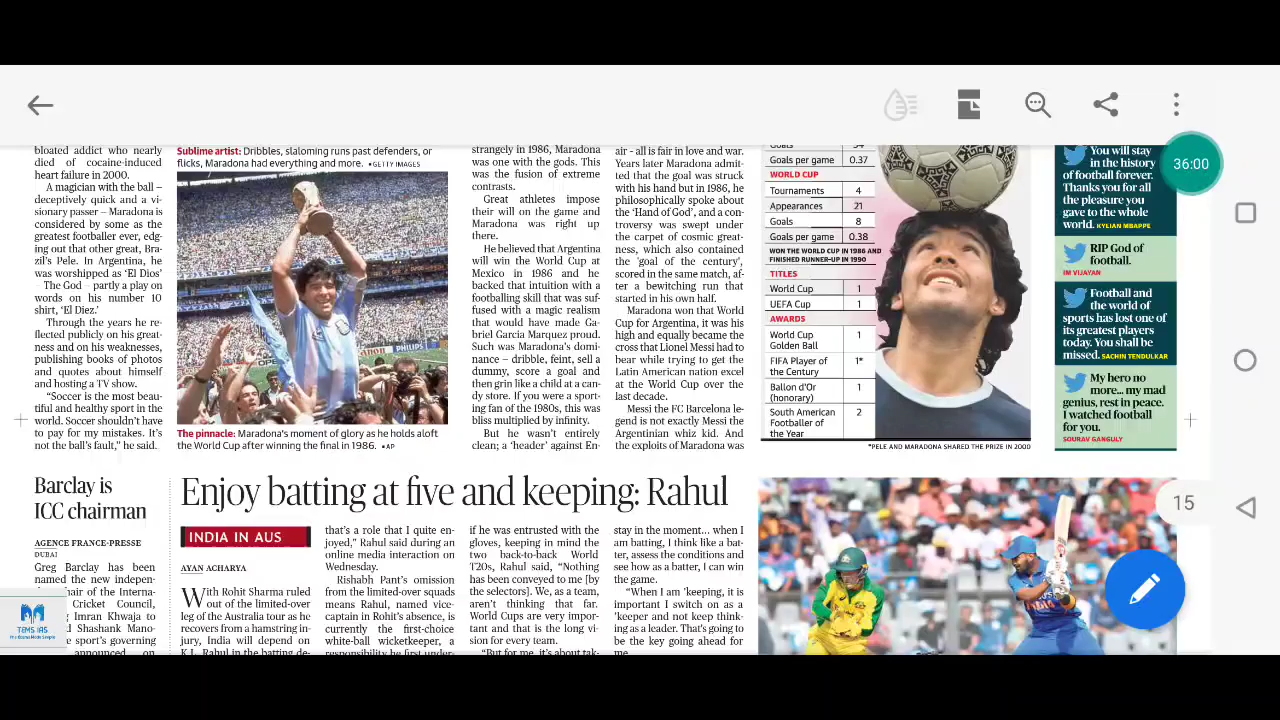 bloated addict who nearly
died of cocaine-induced
heart failure in 2000.
A magician with the ball –
deceptively quick and a vi-
sionary passer – Maradona is
considered by some as the
greatest footballer ever, edg-
ing out that other great, Bra-
zil's Pele. In Argentina, he
was worshipped as 'El Dios'
The God – partly a play on
words on his number 10
shirt, 'El Diez.'
Through the years he re-
flected publicly on his great-
ness and on his weaknesses,
publishing books of photos
and quotes about himself
and hosting a TV show.
"Soccer is the most beau-
tiful and healthy sport in the
world. Soccer shouldn't have
to pay for my mistakes. It's
not the ball's fault," he said.
Sublime artist: Dribbles, slaloming runs past defenders, or
flicks, Maradona had everything and more. •GETTY IMAGES
CANON
PHILIPS
The pinnacle: Maradona's moment of glory as he holds aloft
the World Cup after winning the final in 1986. •AP
strangely in 1986, Maradona
was one with the gods. This
was the fusion of extreme
contrasts.
Great athletes impose
their will on the game and
Maradona was right up
there.
He believed that Argentina
will win the World Cup at
Mexico in 1986 and he
backed that intuition with a
footballing skill that was suf-
fused with a magic realism
that would have made Ga-
briel Garcia Marquez proud.
Such was Maradona's domi-
nance – dribble, feint, sell a
dummy, score a goal and
then grin like a child at a can-
dy store. If you were a sport-
ing fan of the 1980s, this was
bliss multiplied by infinity.
But he wasn't entirely
clean; a 'header' against En-
air - all is fair in love and war.
Years later Maradona admit-
ted that the goal was struck
with his hand but in 1986, he
philosophically spoke about
the 'Hand of God', and a con-
troversy was swept under
the carpet of cosmic great-
ness, which also contained
the 'goal of the century',
scored in the same match, af-
ter a bewitching run that
started in his own half.
Maradona won that World
Cup for Argentina, it was his
high and equally became the
cross that Lionel Messi had to
bear while trying to get the
Latin American nation excel
at the World Cup over the
last decade.
Messi the FC Barcelona le-
gend is not exactly Messi the
Argentinian whiz kid. And
the exploits of Maradona was
Goals 34
Goals per game 0.37
WORLD CUP
Tournaments 4
Appearances 21
Goals 8
Goals per game 0.38
WON THE WORLD CUP IN 1986 AND
FINISHED RUNNER-UP IN 1990
TITLES
World Cup 1
UEFA Cup 1
AWARDS
World Cup
Golden Ball 1
FIFA Player of
the Century 1*
Ballon d'Or
(honorary) 1
South American
Footballer of
the Year 2
*PELE AND MARADONA SHARED THE PRIZE IN 2000
You will stay
in the history
of football forever.
Thanks you for all
the pleasure you
gave to the whole
world. KYLIAN MBAPPE
RIP God of
football.
IM VIJAYAN
Football and
the world of
sports has lost one of
its greatest players
today. You shall be
missed. SACHIN TENDULKAR
My hero no
more... my mad
genius, rest in peace.
I watched football
for you.
SOURAV GANGULY
36:00
15
Barclay is
ICC chairman
AGENCE FRANCE-PRESSE
DUBAI
Greg Barclay has been
named the new indepen-
air of the Interna-
Cricket Council,
Imran Khwaja to
d Shashank Mano-
e sport's governing
announced on
TEMS IAS
Enjoy batting at five and keeping: Rahul
INDIA IN AUS
AYAN ACHARYA
With Rohit Sharma ruled
out of the limited-over
leg of the Australia tour as he
recovers from a hamstring in-
jury, India will depend on
K.L. Rahul in the batting de-
that's a role that I quite en-
joyed," Rahul said during an
online media interaction on
Wednesday.
Rishabh Pant's omission
from the limited-over squads
means Rahul, named vice-
captain in Rohit's absence, is
currently the first-choice
white-ball wicketkeeper, a
responsibility he first under-
if he was entrusted with the
gloves, keeping in mind the
two back-to-back World
T20s, Rahul said, "Nothing
has been conveyed to me [by
the selectors]. We, as a team,
aren't thinking that far.
World Cups are very impor-
tant and that is the long vi-
sion for every team.
"But for me, it's about tak-
stay in the moment... when I
am batting, I think like a bat-
ter, assess the conditions and
see how as a batter, I can win
the game.
"When I am 'keeping, it is
important I switch on as a
'keeper and not keep think-
ing as a leader. That's going to
be the key going ahead for
me.
INDIA